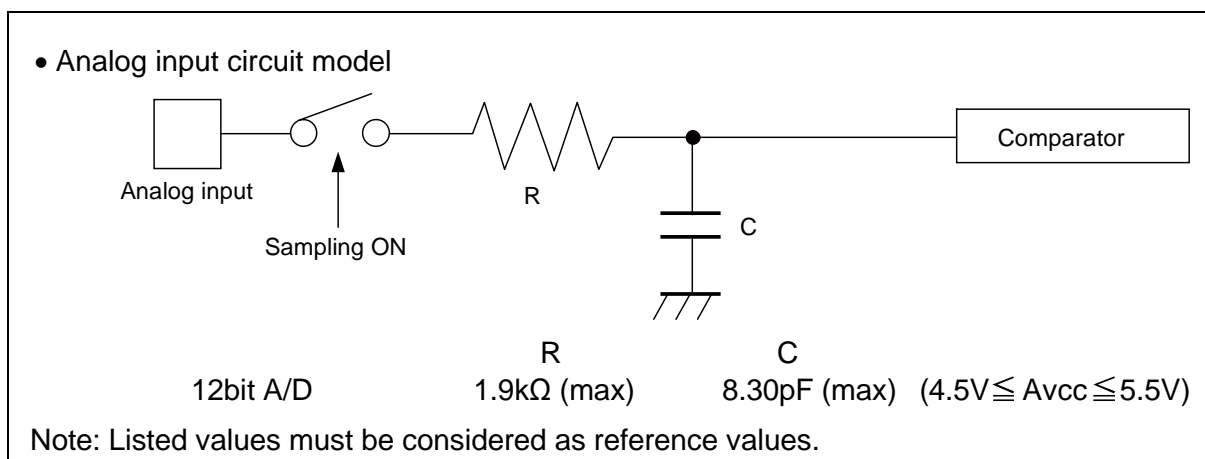 • Analog input circuit model
Comparator
Analog input
R
C
Sampling ON
R C
12bit A/D 1.9kΩ (max) 8.30pF (max) (4.5V≦ Avcc≦5.5V)
Note: Listed values must be considered as reference values.